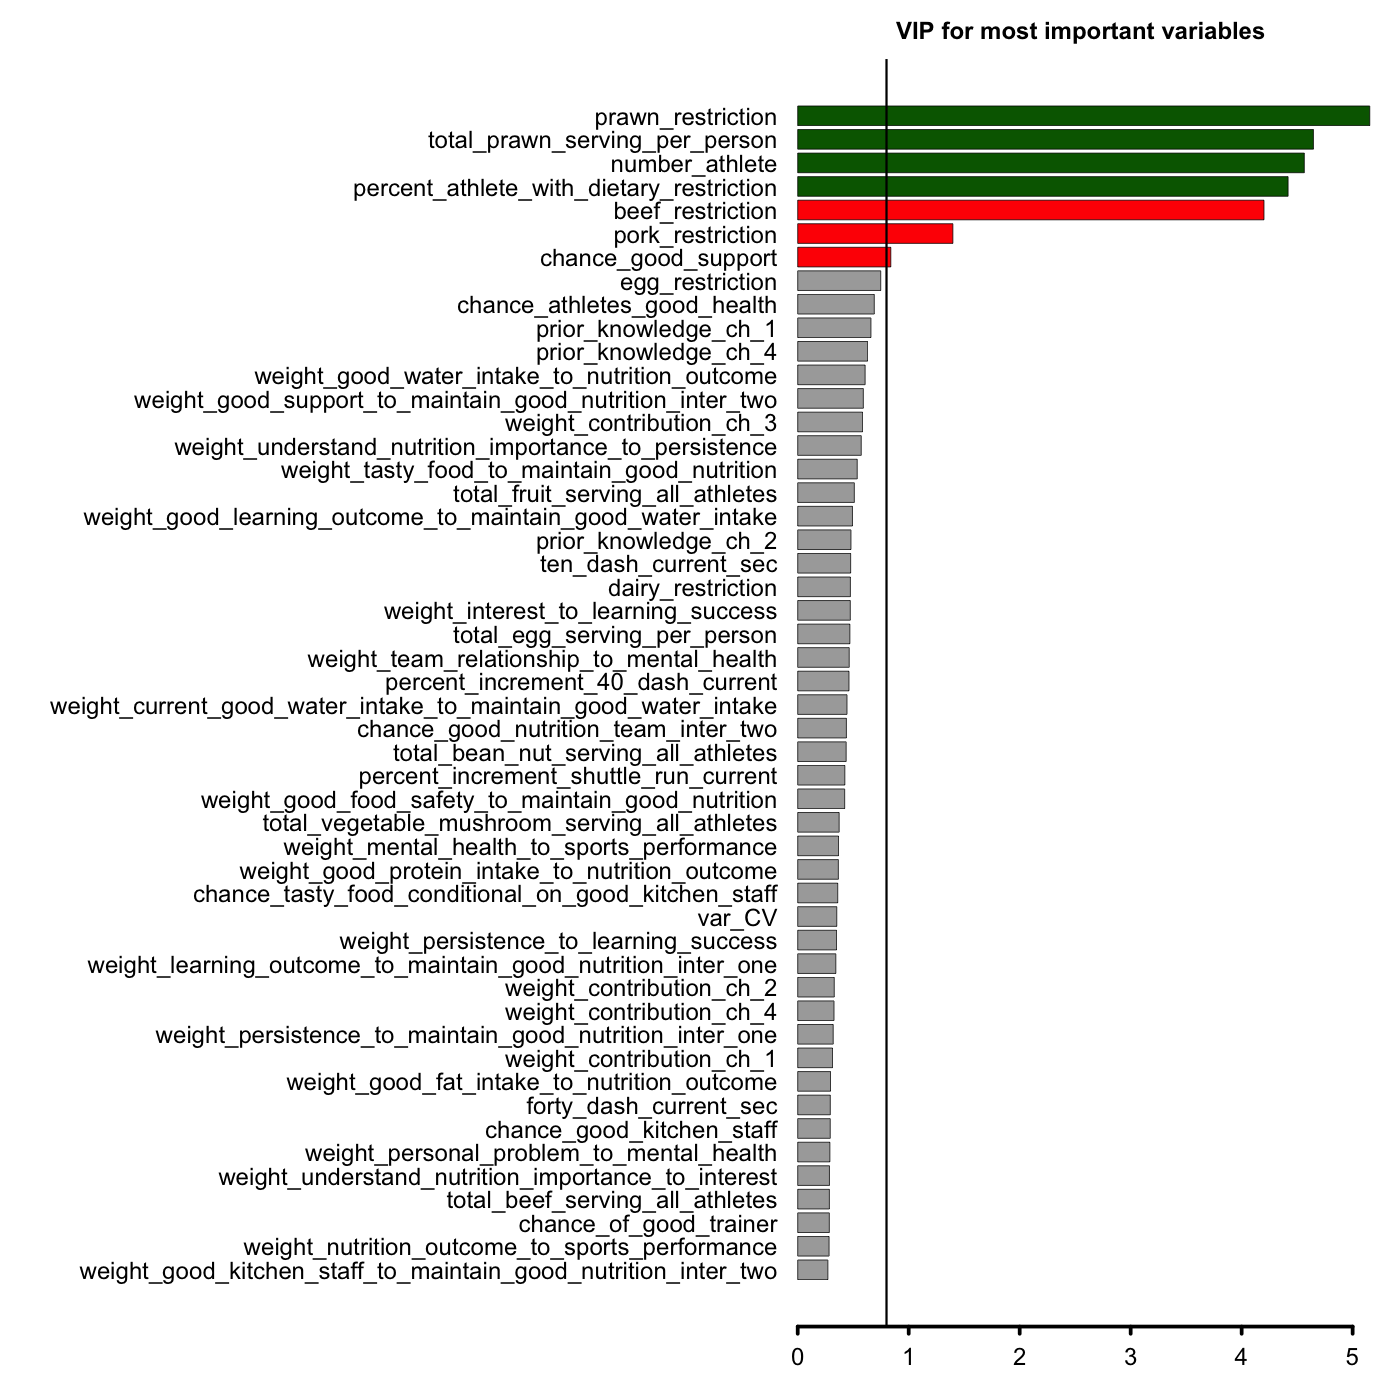 VIP for most important variables
prawn_restriction
total_prawn_serving_per_person
number_athlete
percent_athlete_with_dietary_restriction
beef_restriction
pork_restriction
chance_good_support
egg_restriction
chance_athletes_good_health
prior_knowledge_ch_1
prior_knowledge_ch_4
weight_good_water_intake_to_nutrition_outcome
weight_good_support_to_maintain_good_nutrition_inter_two
weight_contribution_ch_3
weight_understand_nutrition_importance_to_persistence
weight_tasty_food_to_maintain_good_nutrition
total_fruit_serving_all_athletes
weight_good_learning_outcome_to_maintain_good_water_intake
prior_knowledge_ch_2
ten_dash_current_sec
dairy_restriction
weight_interest_to_learning_success
total_egg_serving_per_person
weight_team_relationship_to_mental_health
percent_increment_40_dash_current
weight_current_good_water_intake_to_maintain_good_water_intake
chance_good_nutrition_team_inter_two
total_bean_nut_serving_all_athletes
percent_increment_shuttle_run_current
weight_good_food_safety_to_maintain_good_nutrition
total_vegetable_mushroom_serving_all_athletes
weight_mental_health_to_sports_performance
weight_good_protein_intake_to_nutrition_outcome
chance_tasty_food_conditional_on_good_kitchen_staff
var_CV
weight_persistence_to_learning_success
weight_learning_outcome_to_maintain_good_nutrition_inter_one
weight_contribution_ch_2
weight_contribution_ch_4
weight_persistence_to_maintain_good_nutrition_inter_one
weight_contribution_ch_1
weight_good_fat_intake_to_nutrition_outcome
forty_dash_current_sec
chance_good_kitchen_staff
weight_personal_problem_to_mental_health
weight_understand_nutrition_importance_to_interest
total_beef_serving_all_athletes
chance_of_good_trainer
weight_nutrition_outcome_to_sports_performance
weight_good_kitchen_staff_to_maintain_good_nutrition_inter_two
0 1 2 3 4 5